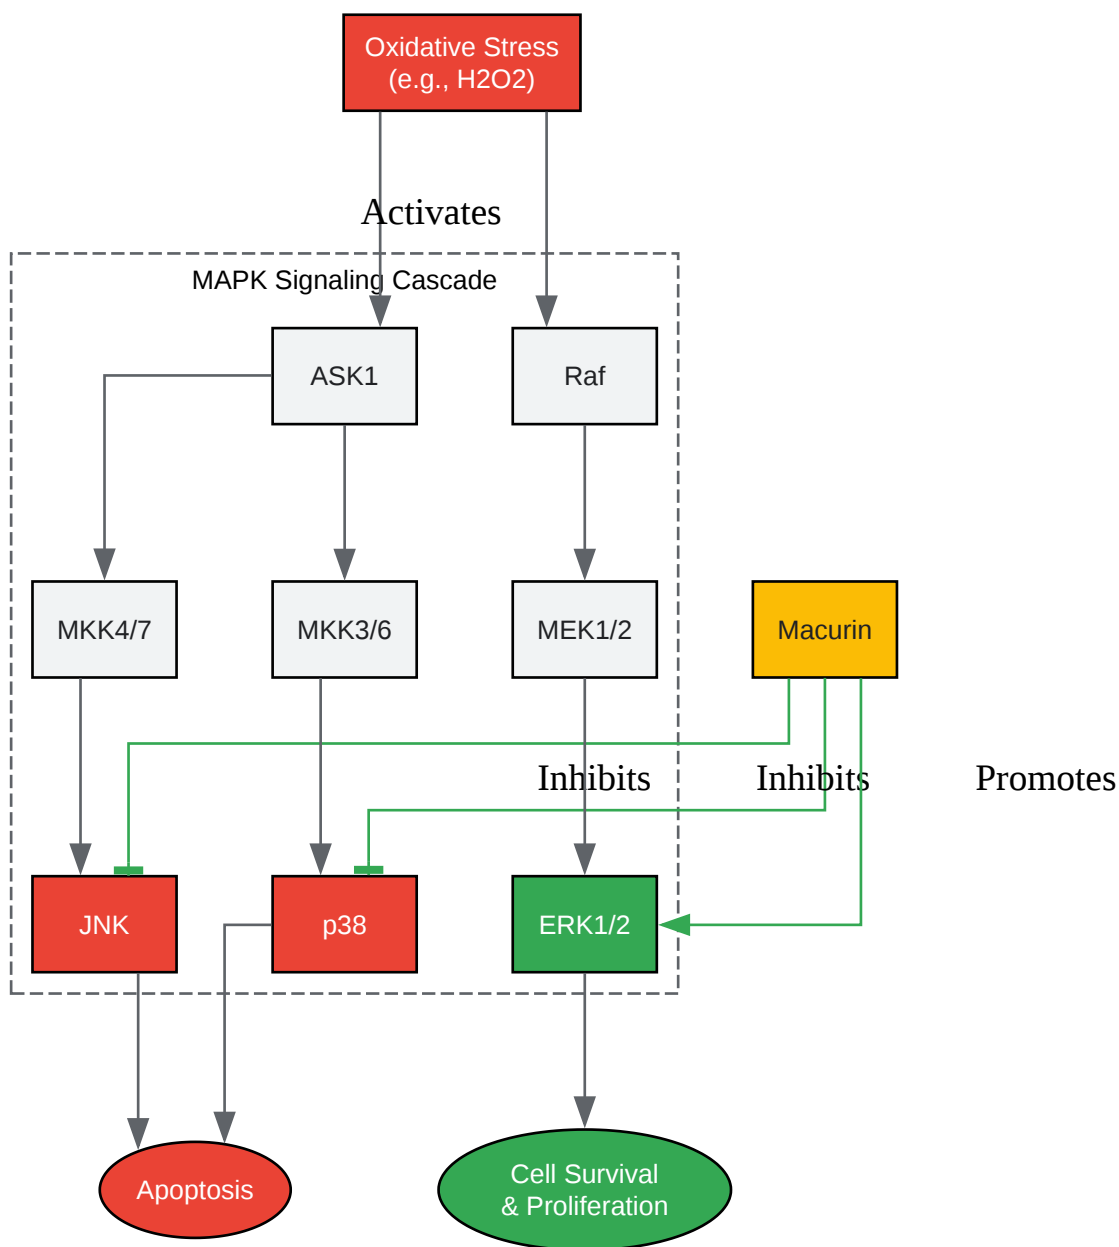 Oxidative Stress
(e.g., H2O2)
Activates
MAPK Signaling Cascade
ASK1
Raf
MKK4/7
MKK3/6
MEK1/2
Macurin
Inhibits
Inhibits
Promotes
JNK
p38
ERK1/2
Apoptosis
Cell Survival
& Proliferation